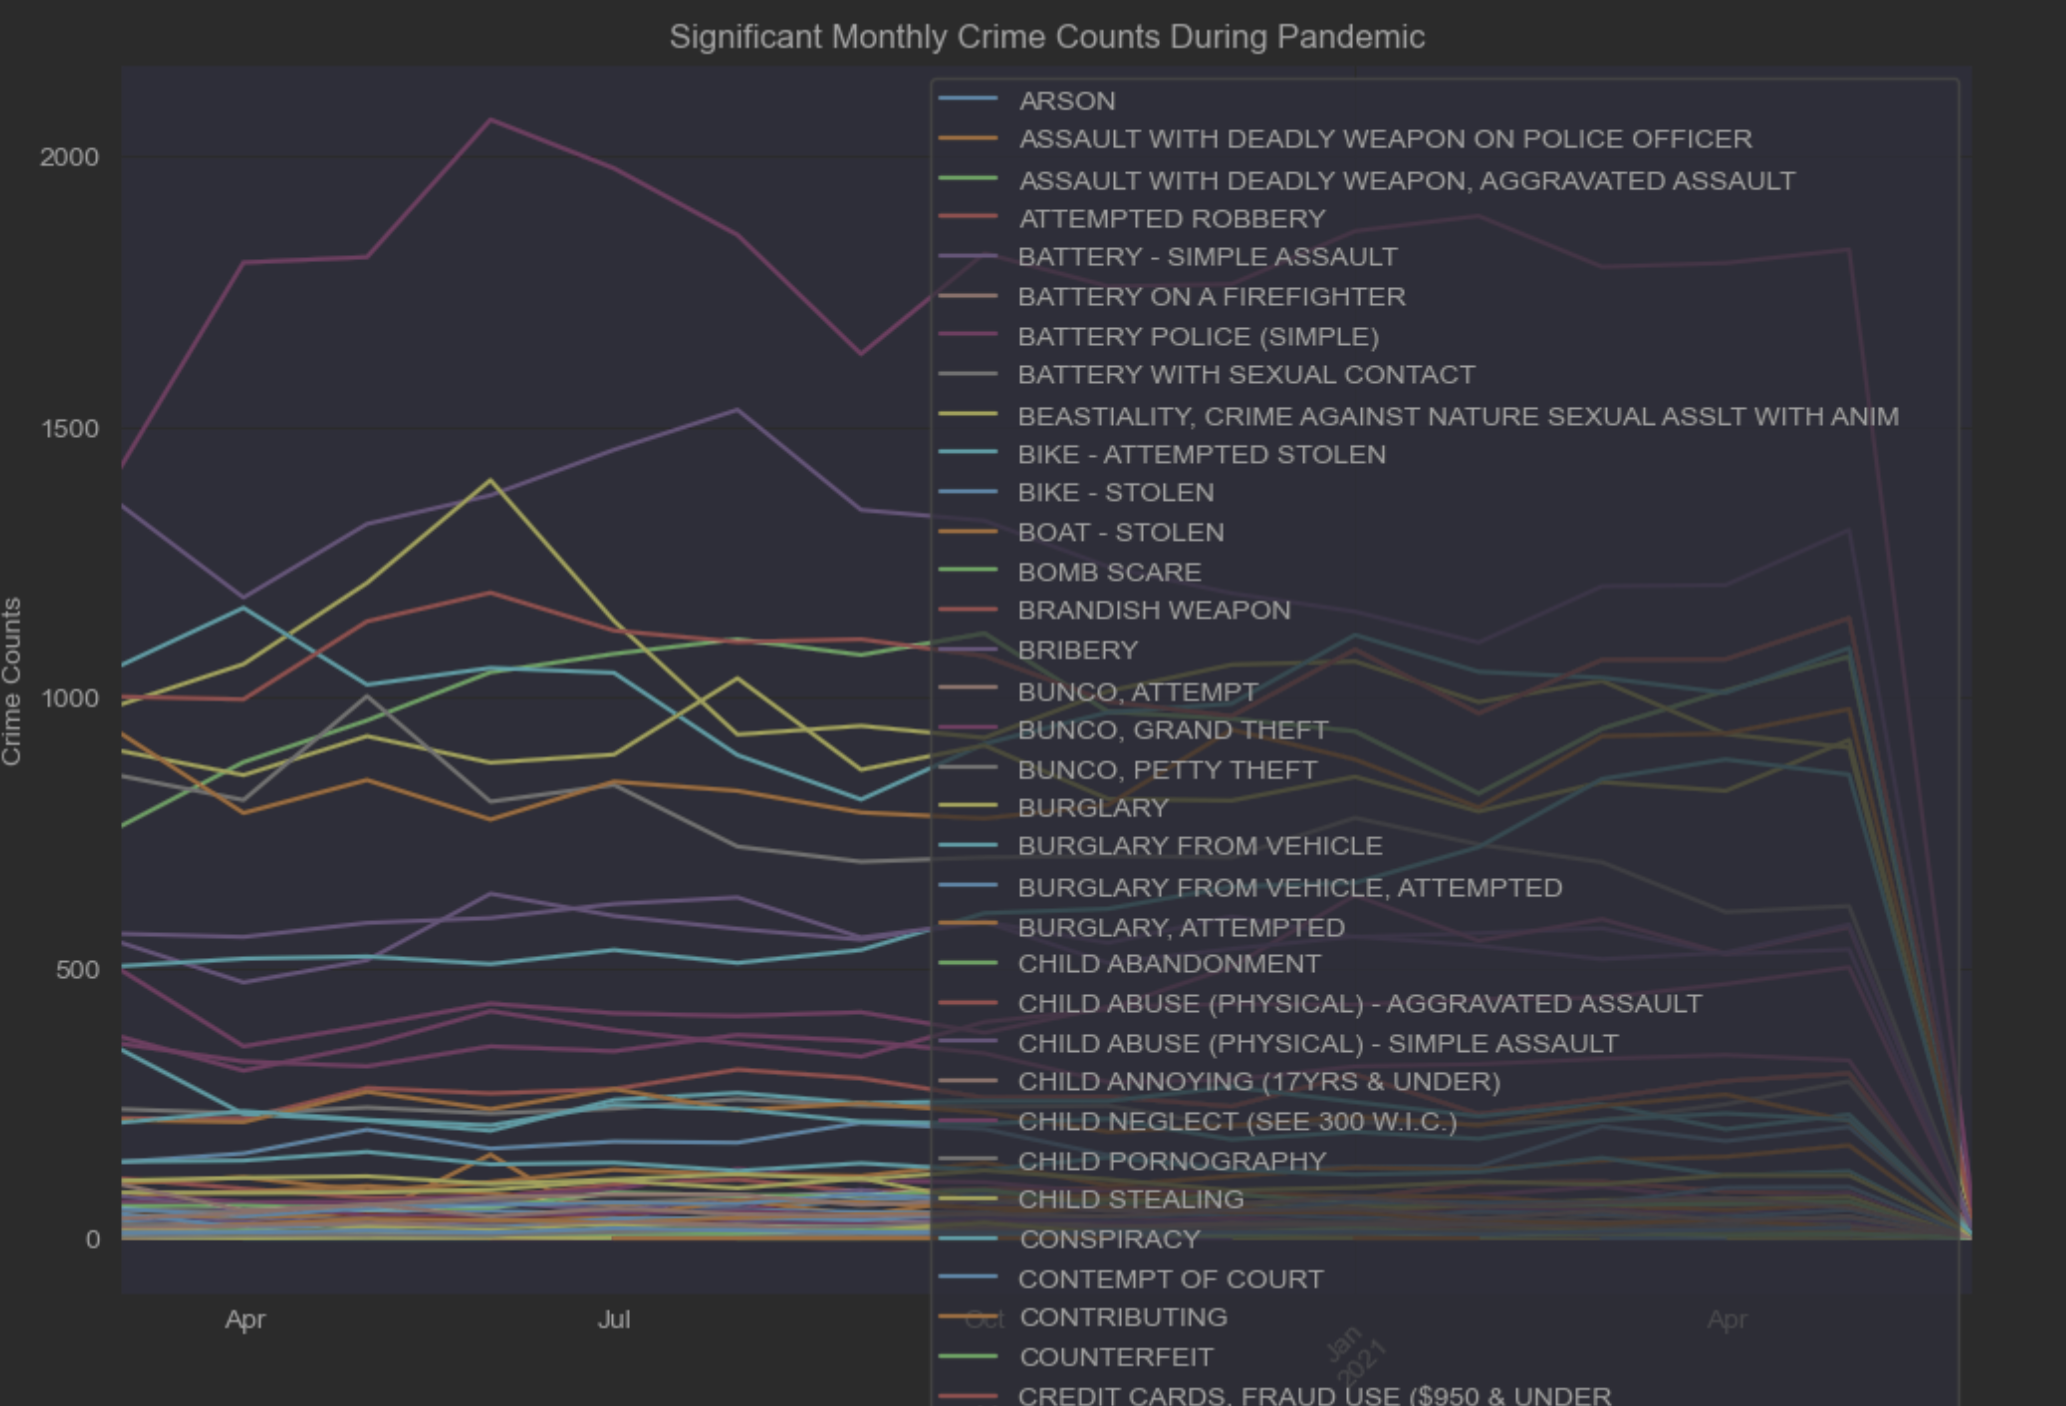 Significant Monthly Crime Counts During Pandemic
Crime Counts
2000
1500
1000
500
0
Apr
Jul
Oct
Jan
2021
Apr
ARSON
ASSAULT WITH DEADLY WEAPON ON POLICE OFFICER
ASSAULT WITH DEADLY WEAPON, AGGRAVATED ASSAULT
ATTEMPTED ROBBERY
BATTERY - SIMPLE ASSAULT
BATTERY ON A FIREFIGHTER
BATTERY POLICE (SIMPLE)
BATTERY WITH SEXUAL CONTACT
BEASTIALITY, CRIME AGAINST NATURE SEXUAL ASSLT WITH ANIM
BIKE - ATTEMPTED STOLEN
BIKE - STOLEN
BOAT - STOLEN
BOMB SCARE
BRANDISH WEAPON
BRIBERY
BUNCO, ATTEMPT
BUNCO, GRAND THEFT
BUNCO, PETTY THEFT
BURGLARY
BURGLARY FROM VEHICLE
BURGLARY FROM VEHICLE, ATTEMPTED
BURGLARY, ATTEMPTED
CHILD ABANDONMENT
CHILD ABUSE (PHYSICAL) - AGGRAVATED ASSAULT
CHILD ABUSE (PHYSICAL) - SIMPLE ASSAULT
CHILD ANNOYING (17YRS & UNDER)
CHILD NEGLECT (SEE 300 W.I.C.)
CHILD PORNOGRAPHY
CHILD STEALING
CONSPIRACY
CONTEMPT OF COURT
CONTRIBUTING
COUNTERFEIT
CREDIT CARDS, FRAUD USE ($950 & UNDER